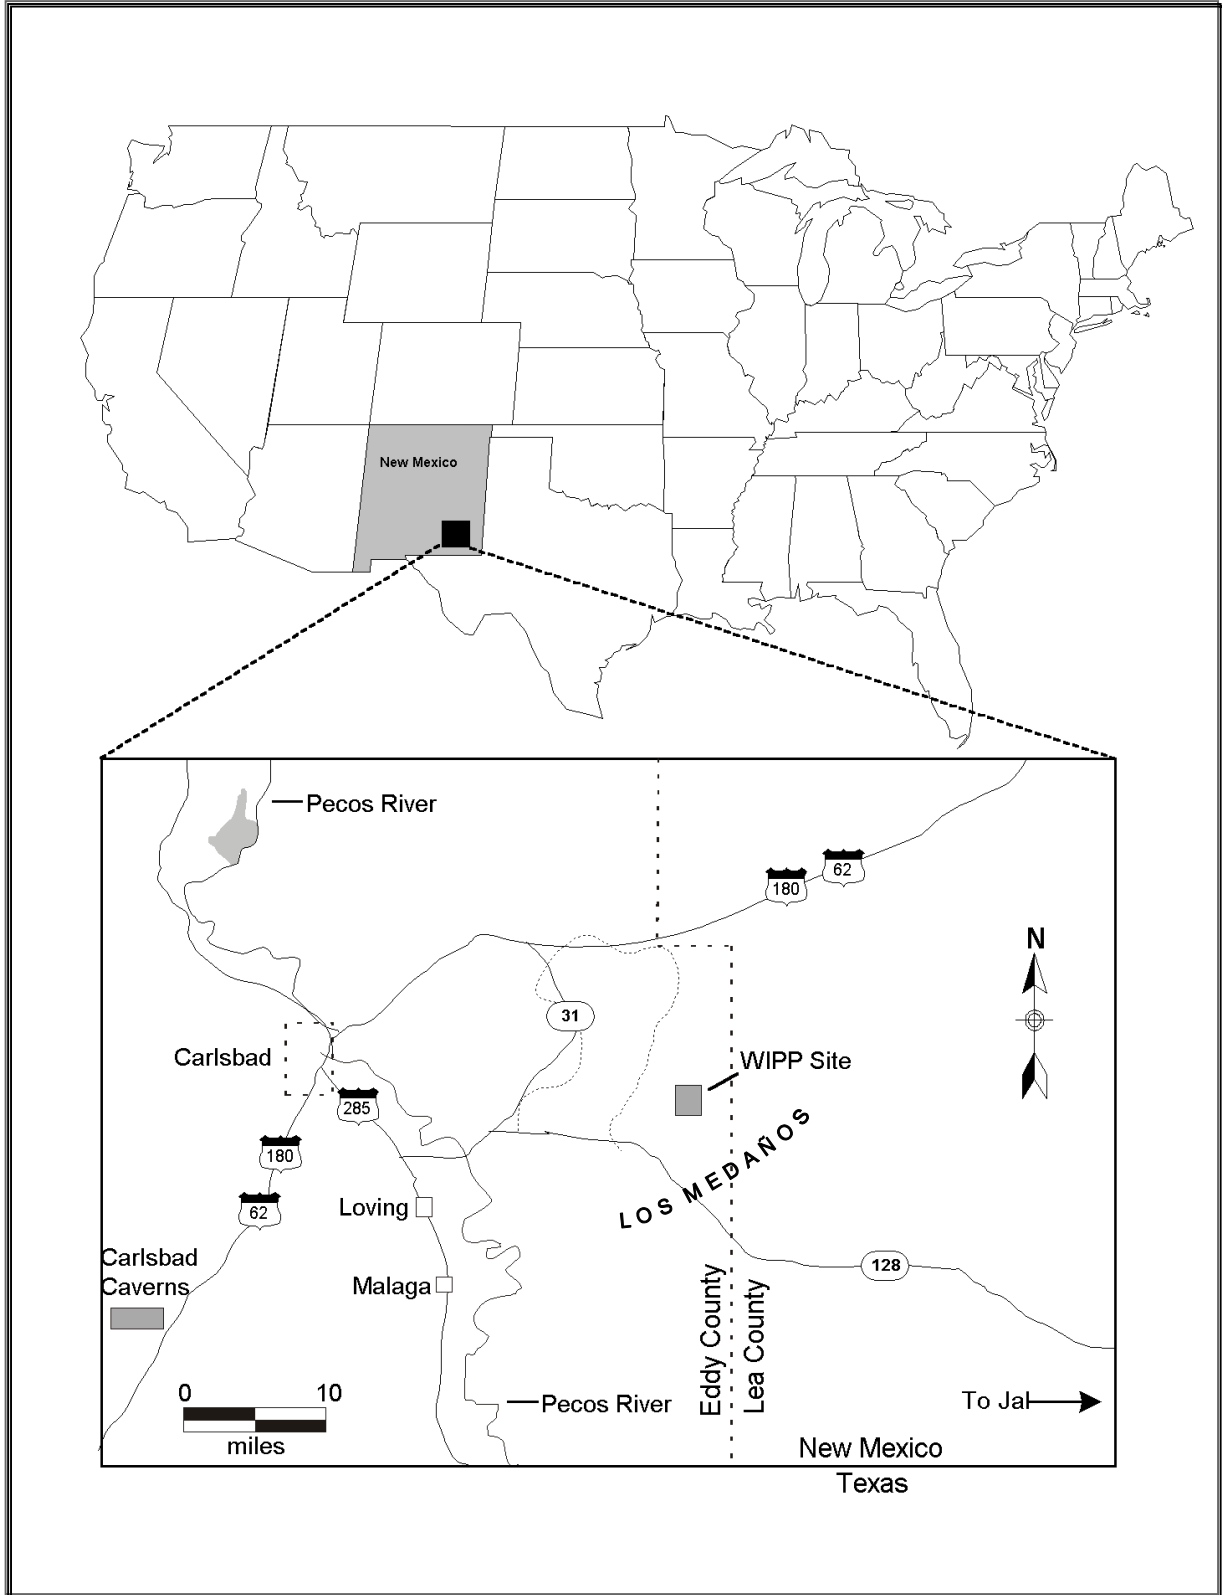 New Mexico
Pecos River
62
180
N
31
Carlsbad
WIPP Site
285
LOS MEDAÑOS
180
62
Loving
Carlsbad
Caverns
Malaga
128
Eddy County
Lea County
0 10
miles
Pecos River
To Jal
New Mexico
Texas